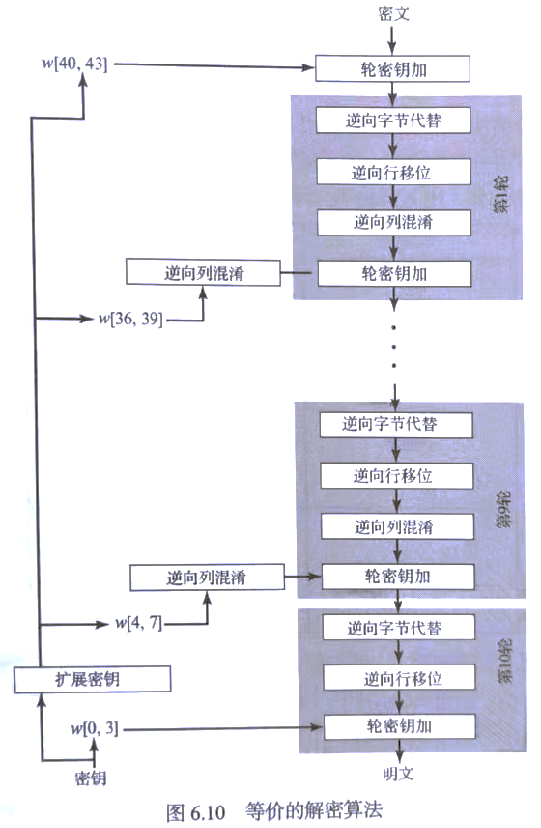 密文
w[40, 43]
轮密钥加
逆向字节代替
逆向行移位
第1轮
逆向列混淆
逆向列混淆
轮密钥加
w[36, 39]
逆向字节代替
逆向行移位
第9轮
逆向列混淆
逆向列混淆
轮密钥加
w[4, 7]
逆向字节代替
扩展密钥
逆向行移位
第10轮
w[0, 3]
轮密钥加
密钥
明文
图 6.10 等价的解密算法